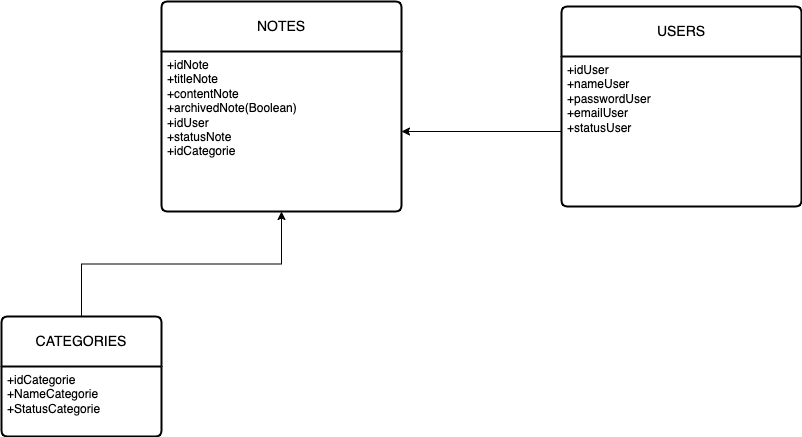 NOTES
+idNote
+titleNote
+contentNote
+archivedNote(Boolean)
+idUser
+statusNote
+idCategorie
USERS
+idUser
+nameUser
+passwordUser
+emailUser
+statusUser
CATEGORIES
+idCategorie
+NameCategorie
+StatusCategorie